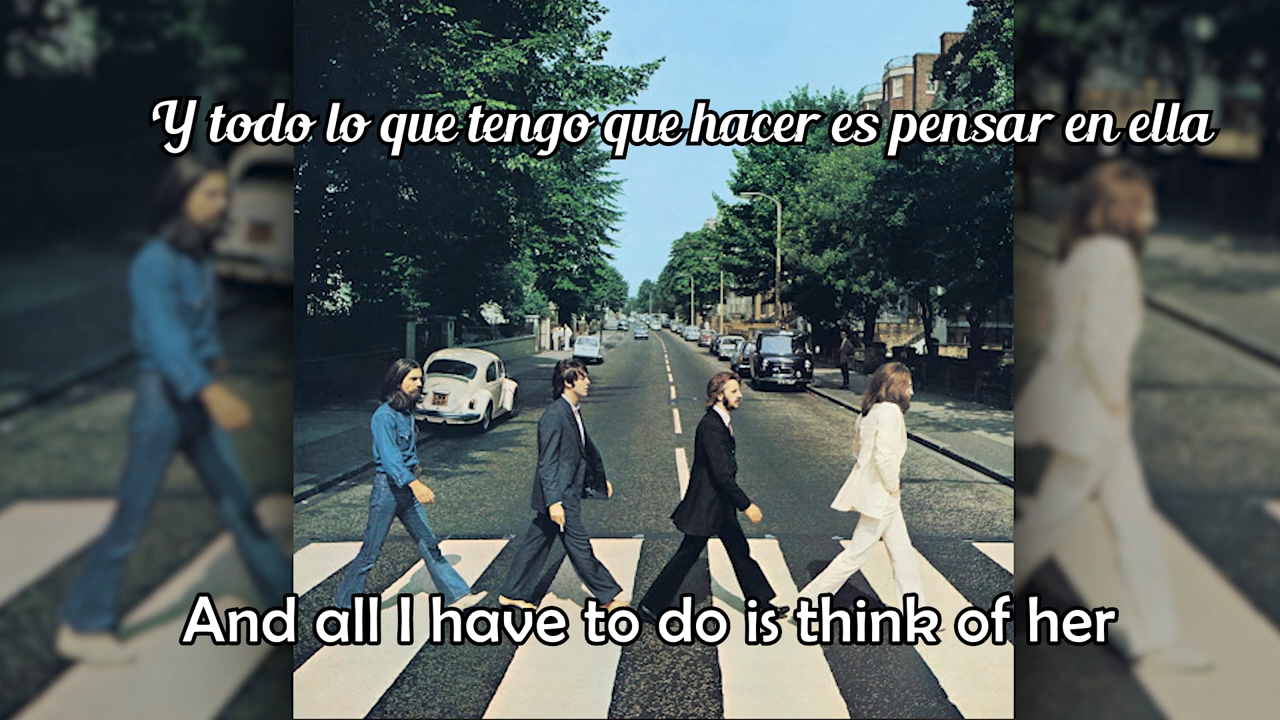 Y todo lo que tengo que hacer es pensar en ella
And all I have to do is think of her